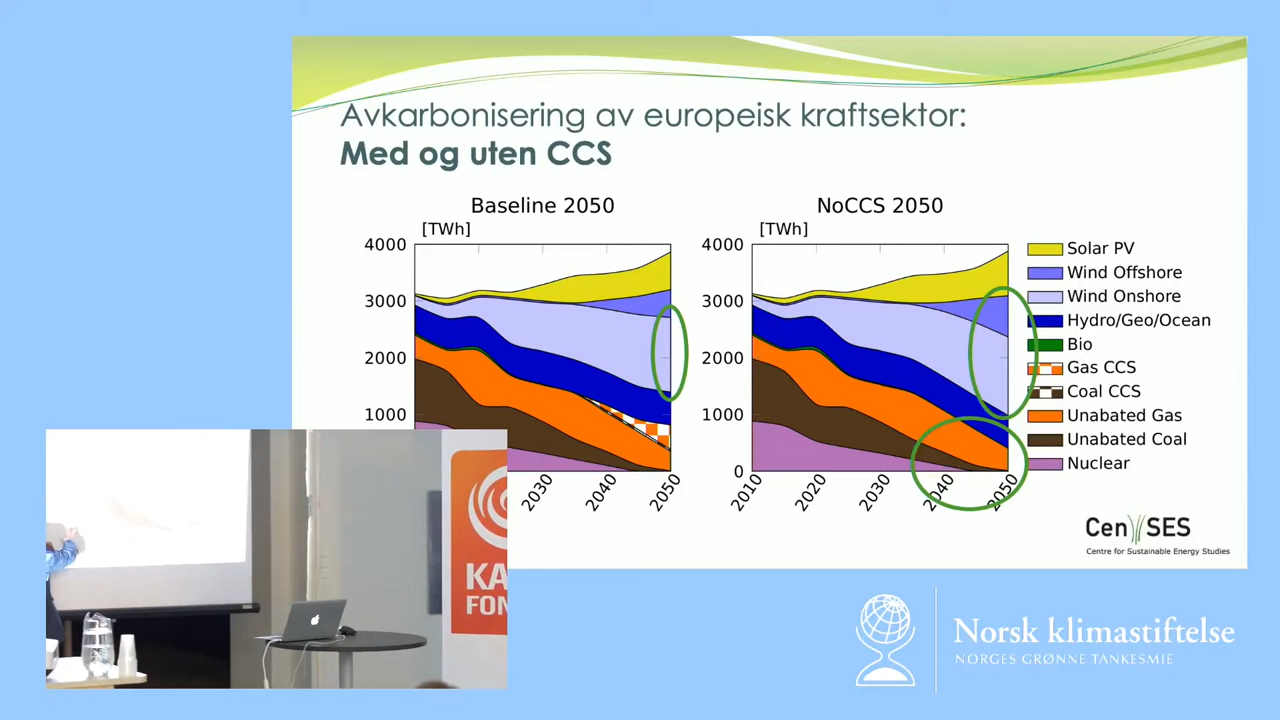 Avkarbonisering av europeisk kraftsektor:
Med og uten CCS
Baseline 2050
[TWh]
4000
3000
2000
1000
2030
2040
2050
NoCCS 2050
[TWh]
4000
3000
2000
1000
0
2010
2020
2030
2040
2050
Solar PV
Wind Offshore
Wind Onshore
Hydro/Geo/Ocean
Bio
Gas CCS
Coal CCS
Unabated Gas
Unabated Coal
Nuclear
CenSES
Centre for Sustainable Energy Studies
KA
FON
Norsk klimastiftelse
NORGES GRØNNE TANKESMIE